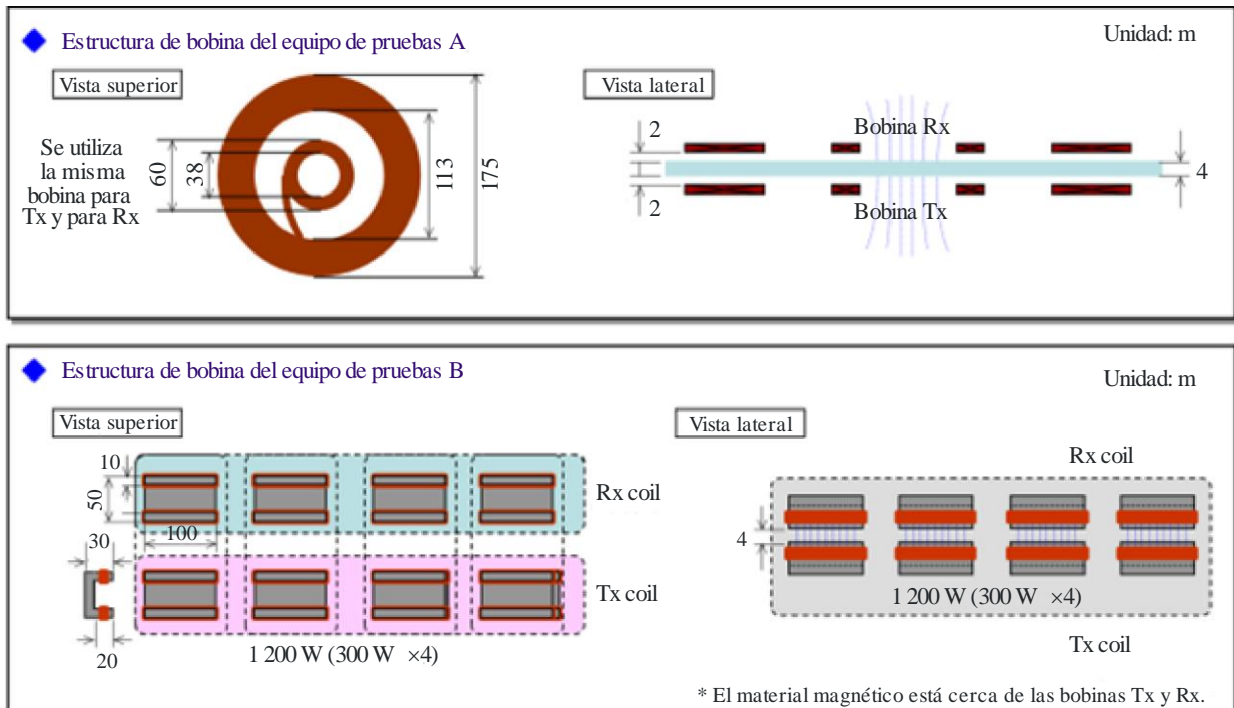 Estructura de bobina del equipo de pruebas A
Unidad: m
Vista superior
Vista lateral
Se utiliza
la misma
bobina para
Tx y para Rx
60
38
113
175
2
2
Bobina Rx
Bobina Tx
4
Estructura de bobina del equipo de pruebas B
Unidad: m
Vista superior
Vista lateral
10
50
100
30
20
Rx coil
Tx coil
1 200 W (300 W ×4)
Rx coil
4
1 200 W (300 W ×4)
Tx coil
* El material magnético está cerca de las bobinas Tx y Rx.